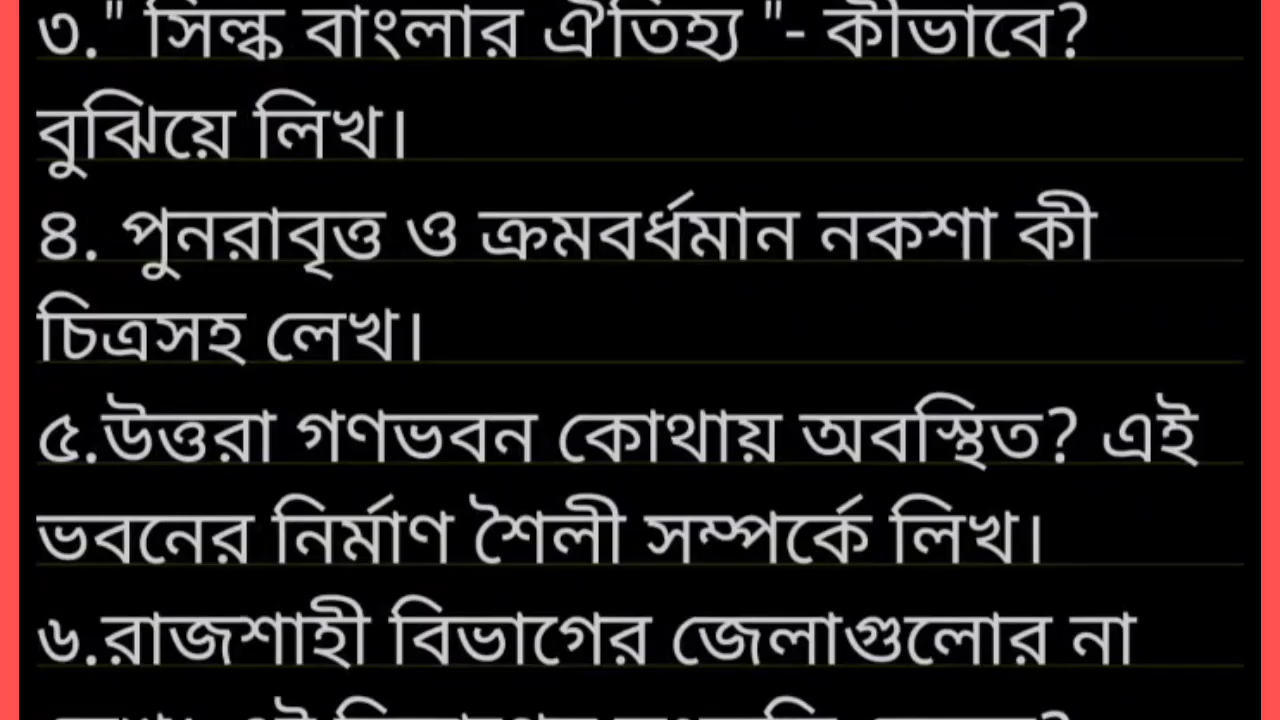 ৩." সিল্ক বাংলার ঐতিহ্য "- কীভাবে?
বুঝিয়ে লিখ।
৪. পুনরাবৃত্ত ও ক্রমবর্ধমান নকশা কী
চিত্রসহ লেখ।
৫.উত্তরা গণভবন কোথায় অবস্থিত? এই
ভবনের নির্মাণ শৈলী সম্পর্কে লিখ।
৬.রাজশাহী বিভাগের জেলাগুলোর না